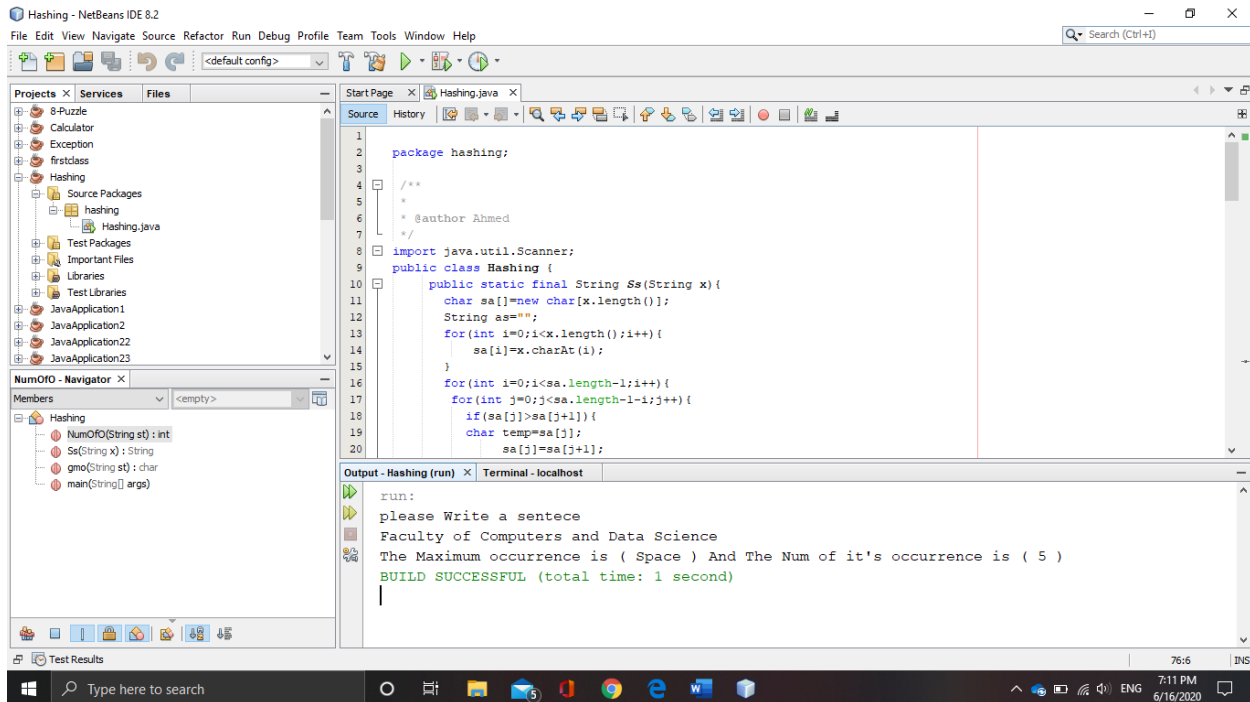 Hashing - NetBeans IDE 8.2
File Edit View Navigate Source Refactor Run Debug Profile Team Tools Window Help
Search (Ctrl+I)
<default config>
Projects Services Files
8-Puzzle
Calculator
Exception
firstclass
Hashing
Source Packages
hashing
Hashing.java
Test Packages
Important Files
Libraries
Test Libraries
JavaApplication1
JavaApplication2
JavaApplication22
JavaApplication23
NumOfO - Navigator
Members <empty>
Hashing
NumOfO(String st) : int
Ss(String x) : String
gmo(String st) : char
main(String[] args)
Start Page Hashing.java
Source History
1
2 package hashing;
3
4 /**
5 *
6 * @author Ahmed
7 */
8 import java.util.Scanner;
9 public class Hashing {
10 public static final String Ss(String x){
11 char sa[]=new char[x.length()];
12 String as="";
13 for(int i=0;i<x.length();i++){
14 sa[i]=x.charAt(i);
15 }
16 for(int i=0;i<sa.length-1;i++){
17 for(int j=0;j<sa.length-1-i;j++){
18 if(sa[j]>sa[j+1]){
19 char temp=sa[j];
20 sa[j]=sa[j+1];
Output - Hashing (run) Terminal - localhost
run:
please Write a sentece
Faculty of Computers and Data Science
The Maximum occurrence is ( Space ) And The Num of it's occurrence is ( 5 )
BUILD SUCCESSFUL (total time: 1 second)
Test Results
76:6 INS
Type here to search
5
W
ENG
7:11 PM
6/16/2020